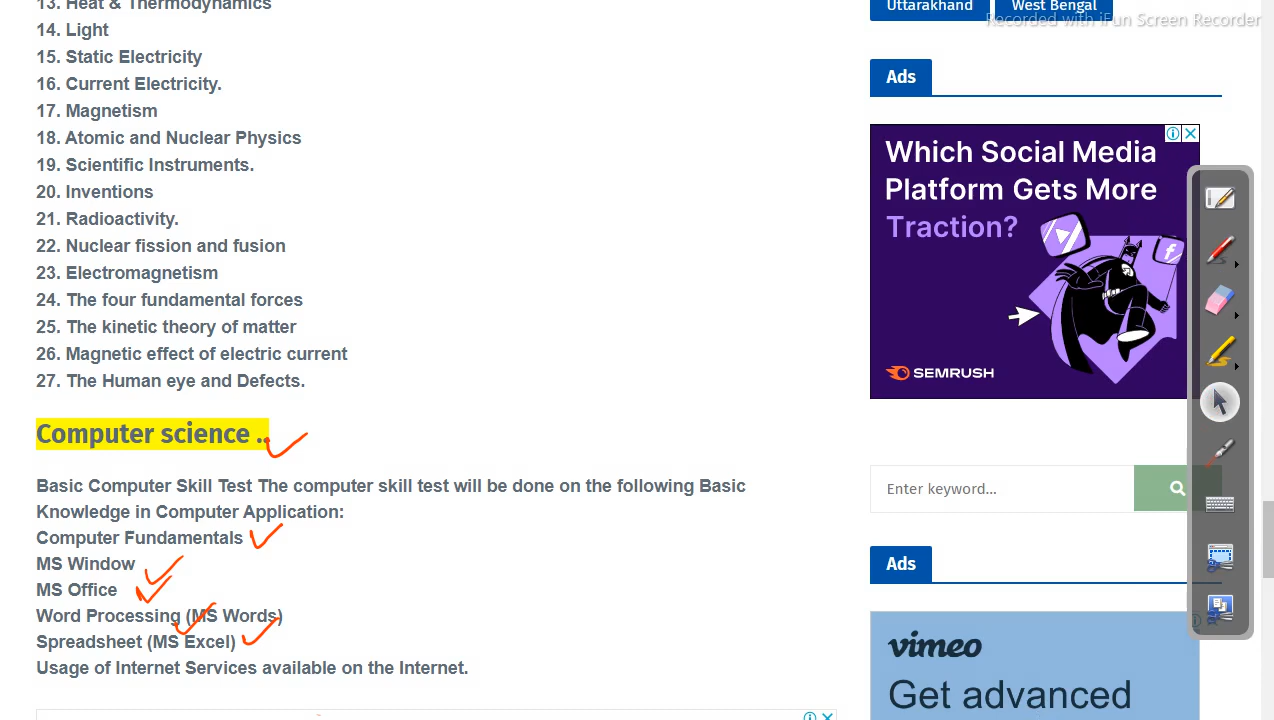 13. Heat & Thermodynamics
14. Light
15. Static Electricity
16. Current Electricity.
17. Magnetism
18. Atomic and Nuclear Physics
19. Scientific Instruments.
20. Inventions
21. Radioactivity.
22. Nuclear fission and fusion
23. Electromagnetism
24. The four fundamental forces
25. The kinetic theory of matter
26. Magnetic effect of electric current
27. The Human eye and Defects.
Computer science ..
Basic Computer Skill Test The computer skill test will be done on the following Basic
Knowledge in Computer Application:
Computer Fundamentals
MS Window
MS Office
Word Processing (MS Words)
Spreadsheet (MS Excel)
Usage of Internet Services available on the Internet.
Uttarakhand
West Bengal
Recorded with iFun Screen Recorder
Ads
Which Social Media
Platform Gets More
Traction?
SEMRUSH
Enter keyword...
Ads
vimeo
Get advanced